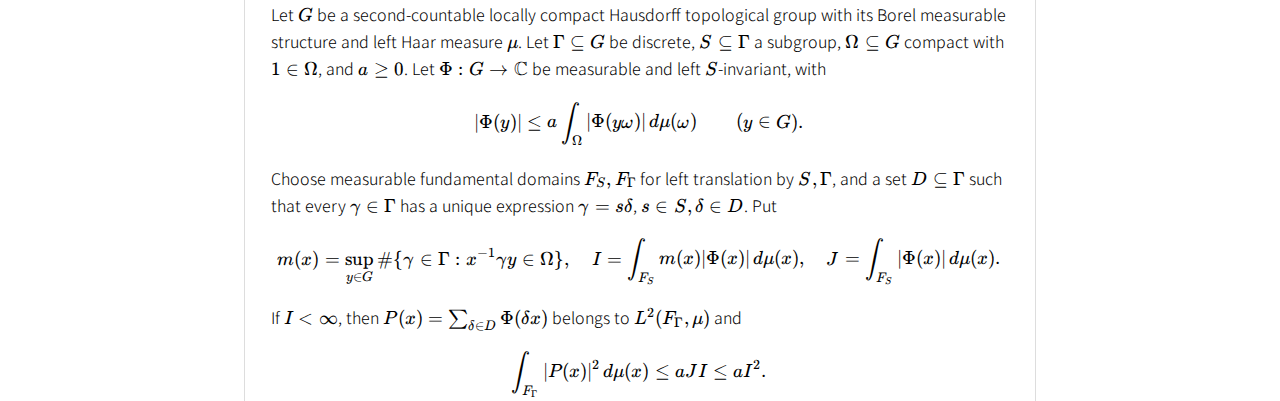 Let G be a second-countable locally compact Hausdorff topological group with its Borel measurable
structure and left Haar measure μ. Let Γ ⊆ G be discrete, S ⊆ Γ a subgroup, Ω ⊆ G compact with
1 ∈ Ω, and a ≥ 0. Let Φ : G → ℂ be measurable and left S-invariant, with
|Φ(y)| ≤ a ∫_Ω |Φ(yω)| dμ(ω) (y ∈ G).
Choose measurable fundamental domains F_S, F_Γ for left translation by S, Γ, and a set D ⊆ Γ such
that every γ ∈ Γ has a unique expression γ = sδ, s ∈ S, δ ∈ D. Put
m(x) = sup_{y∈G} #{γ ∈ Γ : x^{-1}γy ∈ Ω}, I = ∫_{F_S} m(x)|Φ(x)| dμ(x), J = ∫_{F_S} |Φ(x)| dμ(x).
If I < ∞, then P(x) = ∑_{δ∈D} Φ(δx) belongs to L²(F_Γ, μ) and
∫_{F_Γ} |P(x)|² dμ(x) ≤ aJI ≤ aI².